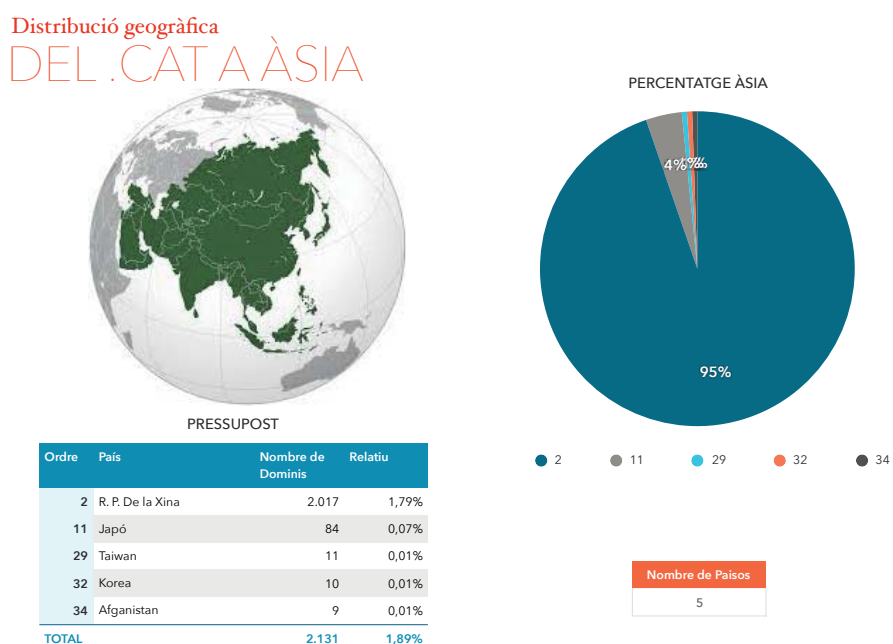 Distribució geogràfica
DEL .CAT A ÀSIA
PERCENTATGE ÀSIA
4%
95%
2 11 29 32 34
PRESSUPOST
Ordre País Nombre de Dominis Relatiu
2 R. P. De la Xina 2.017 1,79%
11 Japó 84 0,07%
29 Taiwan 11 0,01%
32 Korea 10 0,01%
34 Afganistan 9 0,01%
TOTAL 2.131 1,89%
Nombre de Paisos
5